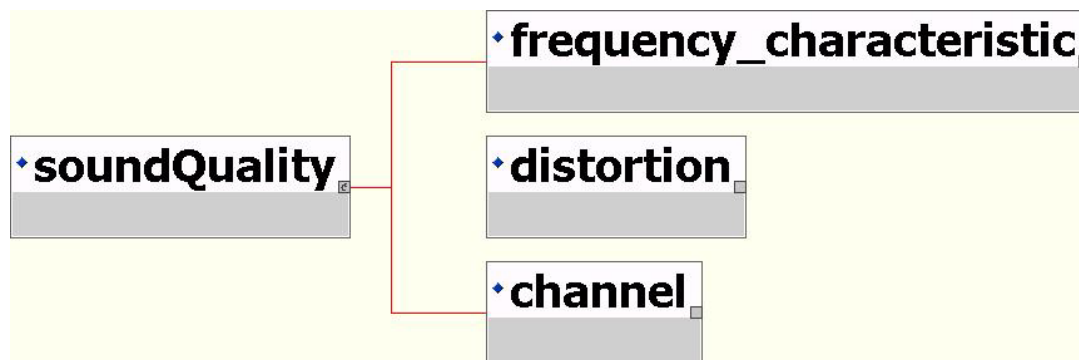 frequency_characteristic
soundQuality
distortion
channel